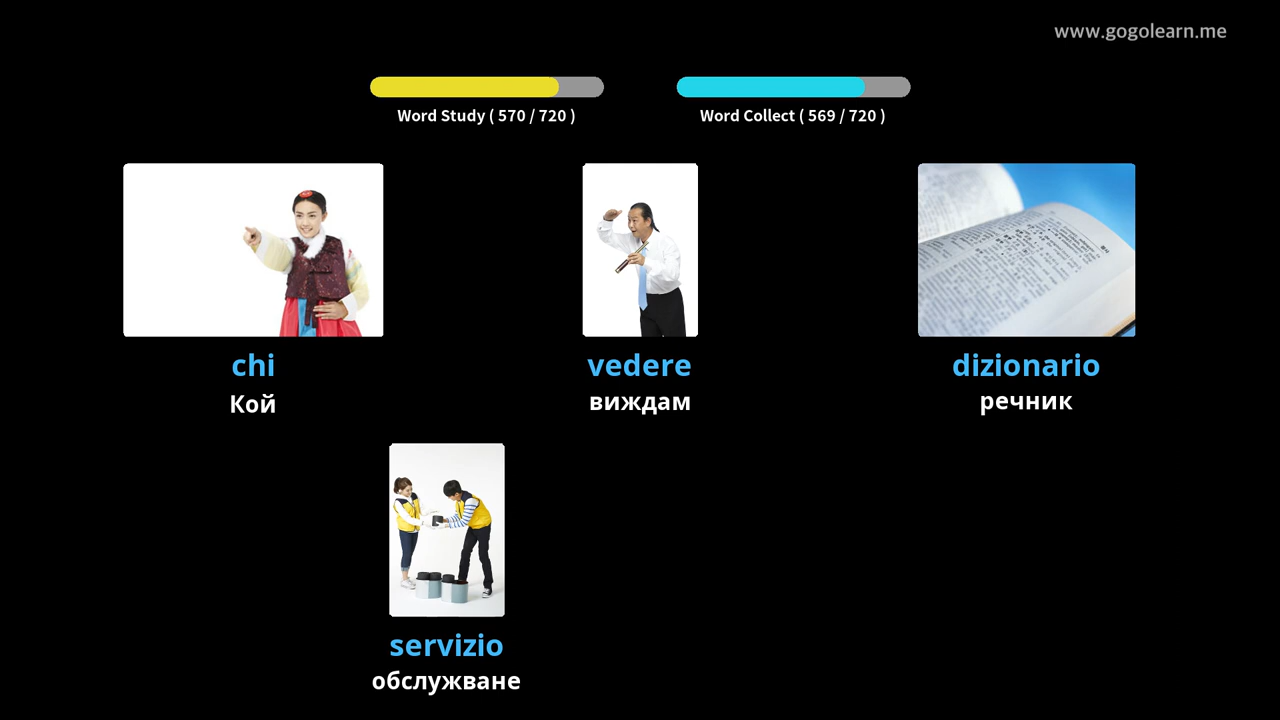 www.gogolearn.me
Word Study ( 570 / 720 )
Word Collect ( 569 / 720 )
chi
Кой
vedere
виждам
dizionario
речник
servizio
обслужване